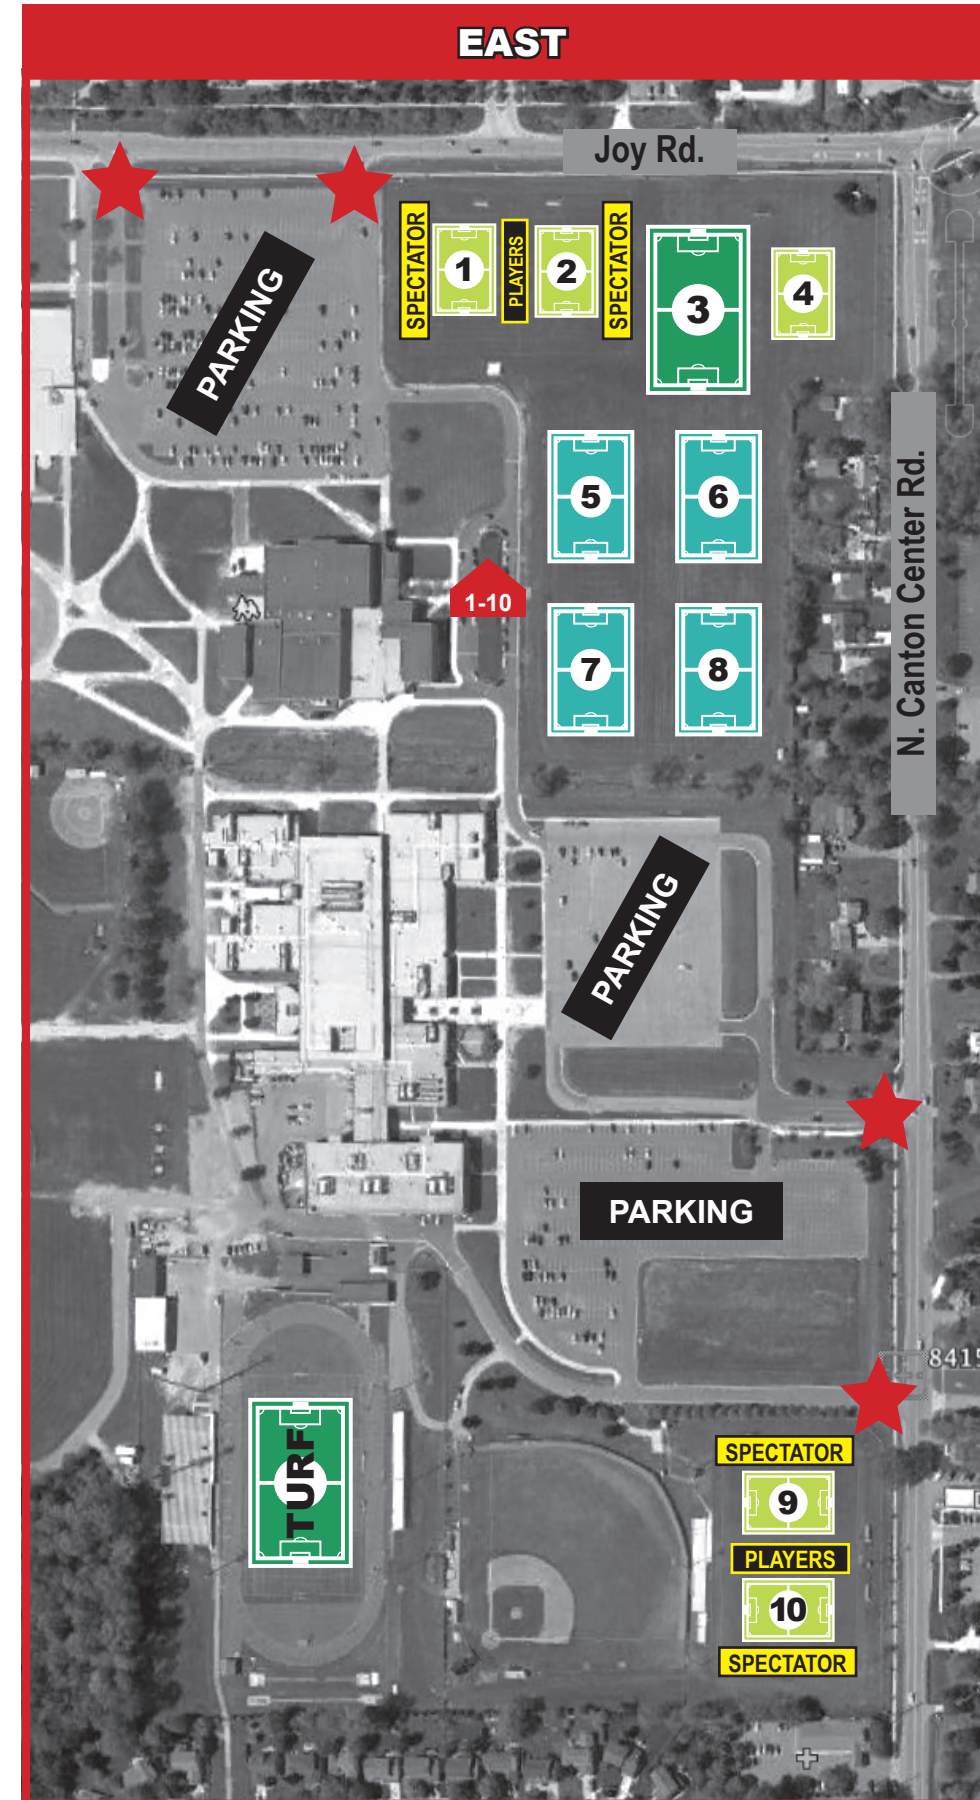 EAST
Joy Rd.
SPECTATOR
1
PLAYERS
2
SPECTATOR
3
4
PARKING
5
6
N. Canton Center Rd.
1-10
7
8
PARKING
PARKING
8415
TURF
SPECTATOR
9
PLAYERS
10
SPECTATOR